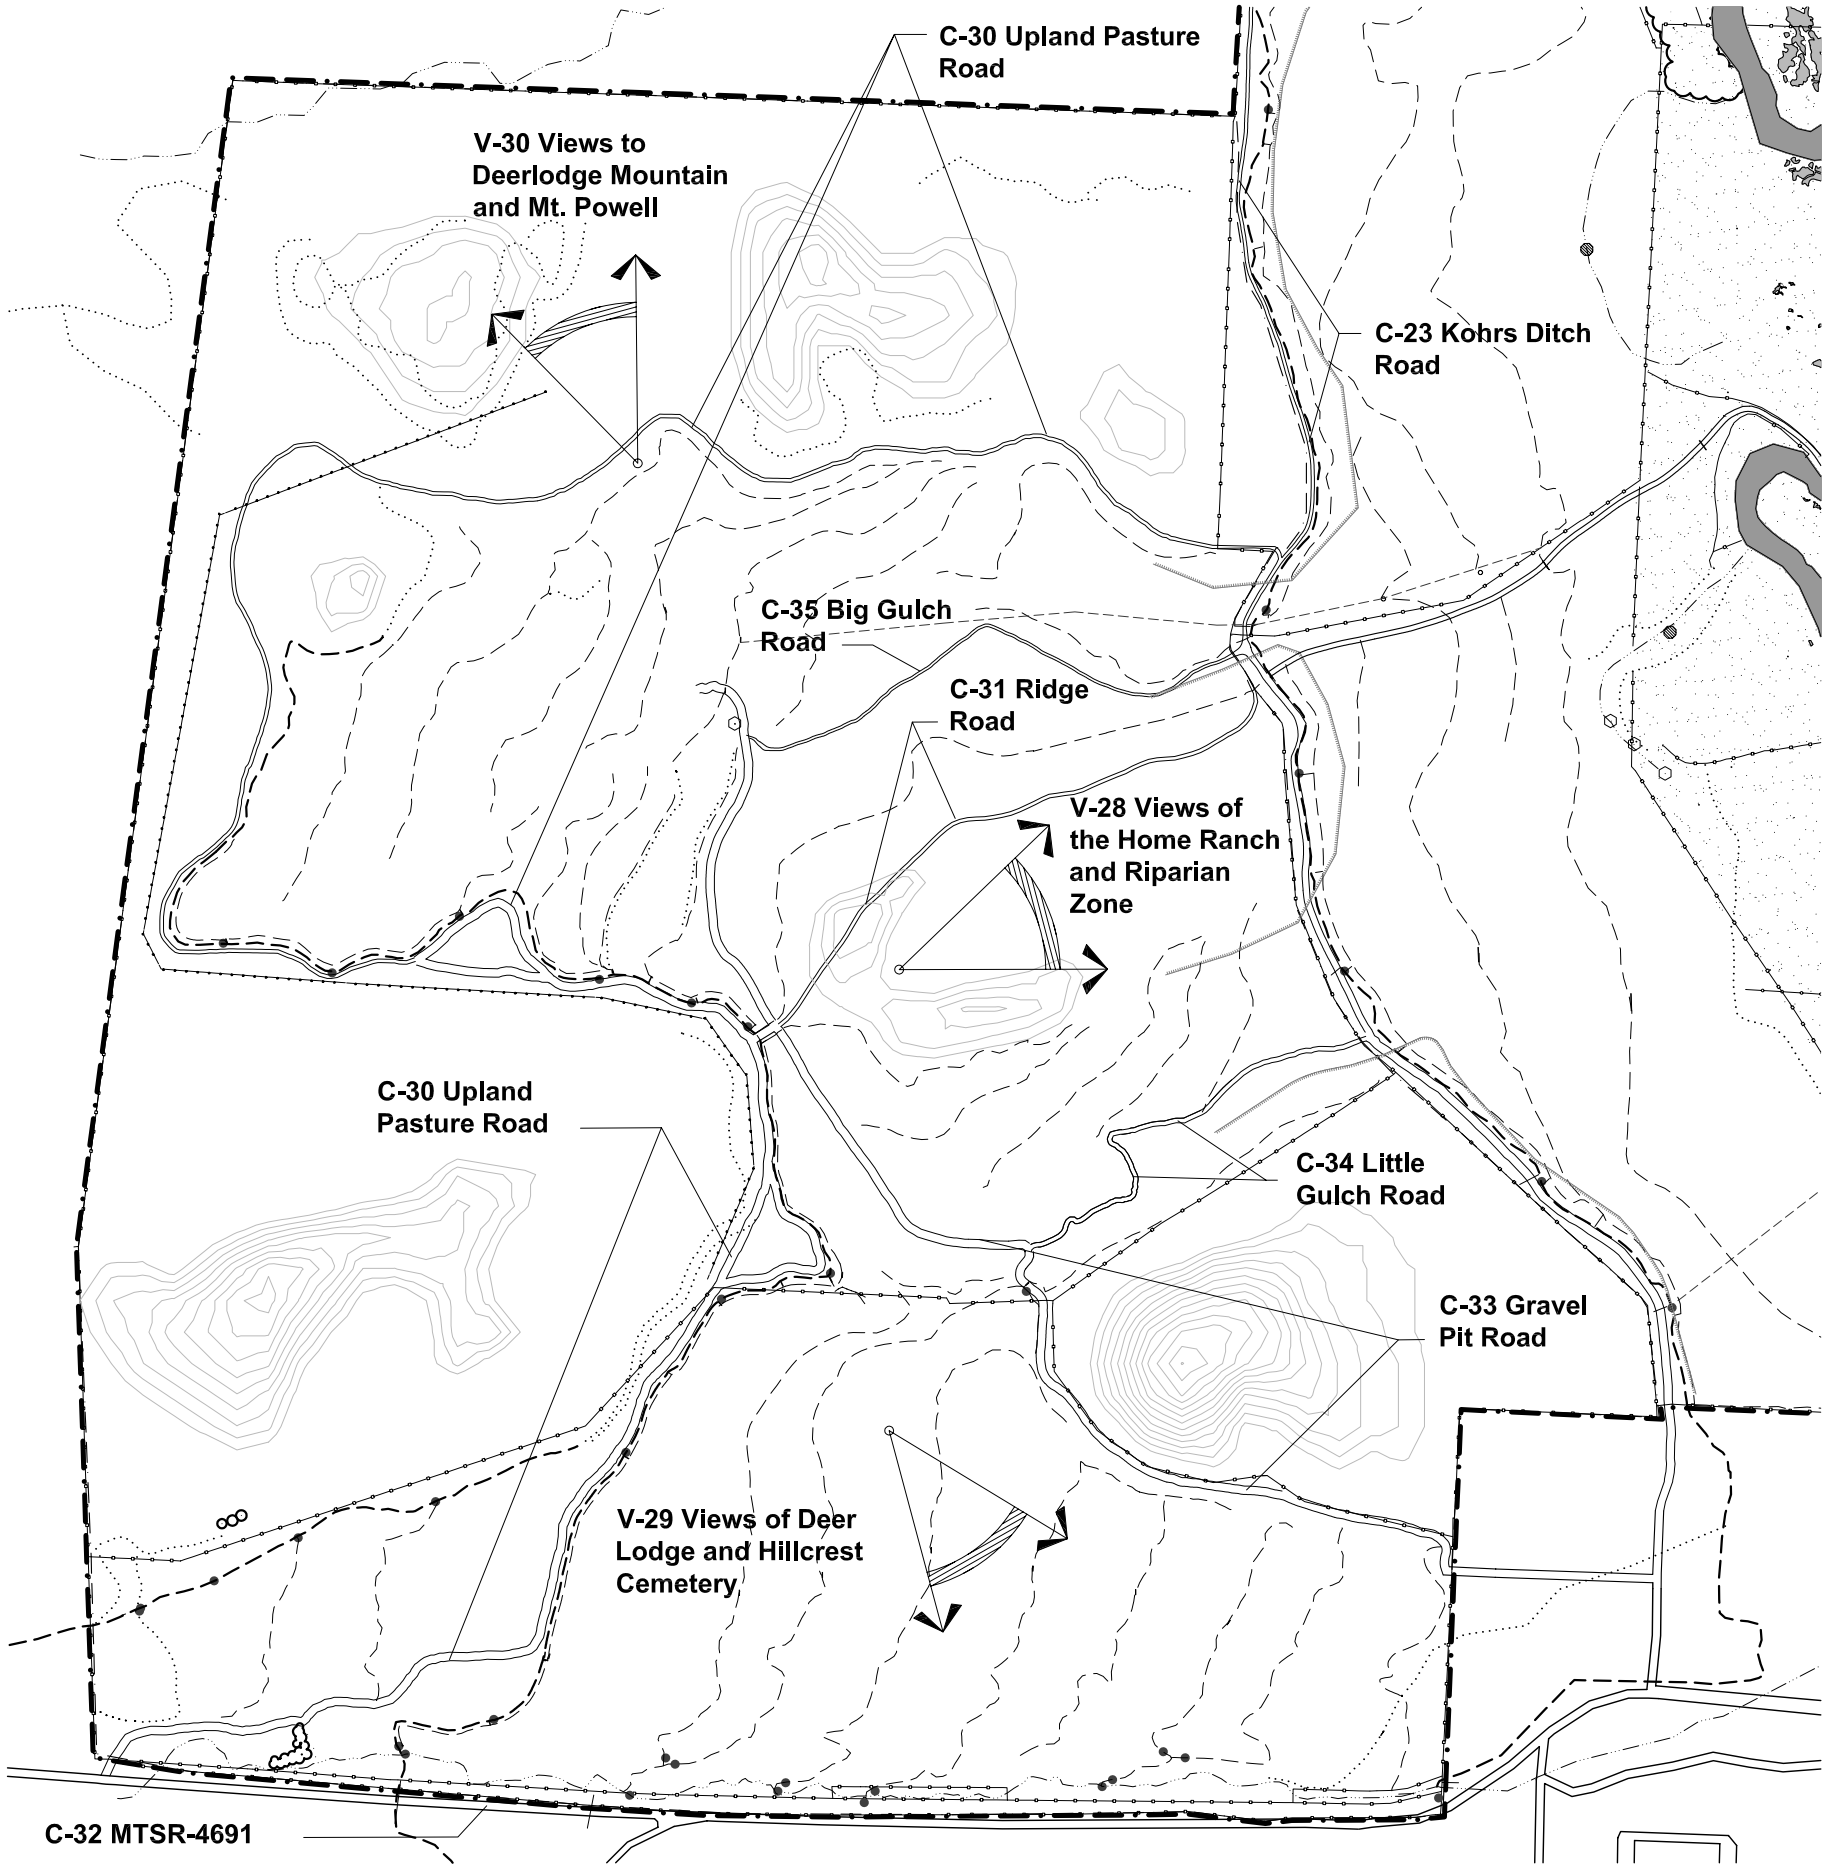 C-30 Upland Pasture
Road
V-30 Views to
Deerlodge Mountain
and Mt. Powell
C-23 Kohrs Ditch
Road
C-35 Big Gulch
Road
C-31 Ridge
Road
V-28 Views of
the Home Ranch
and Riparian
Zone
C-30 Upland
Pasture Road
C-34 Little
Gulch Road
C-33 Gravel
Pit Road
V-29 Views of Deer
Lodge and Hillcrest
Cemetery
C-32 MTSR-4691